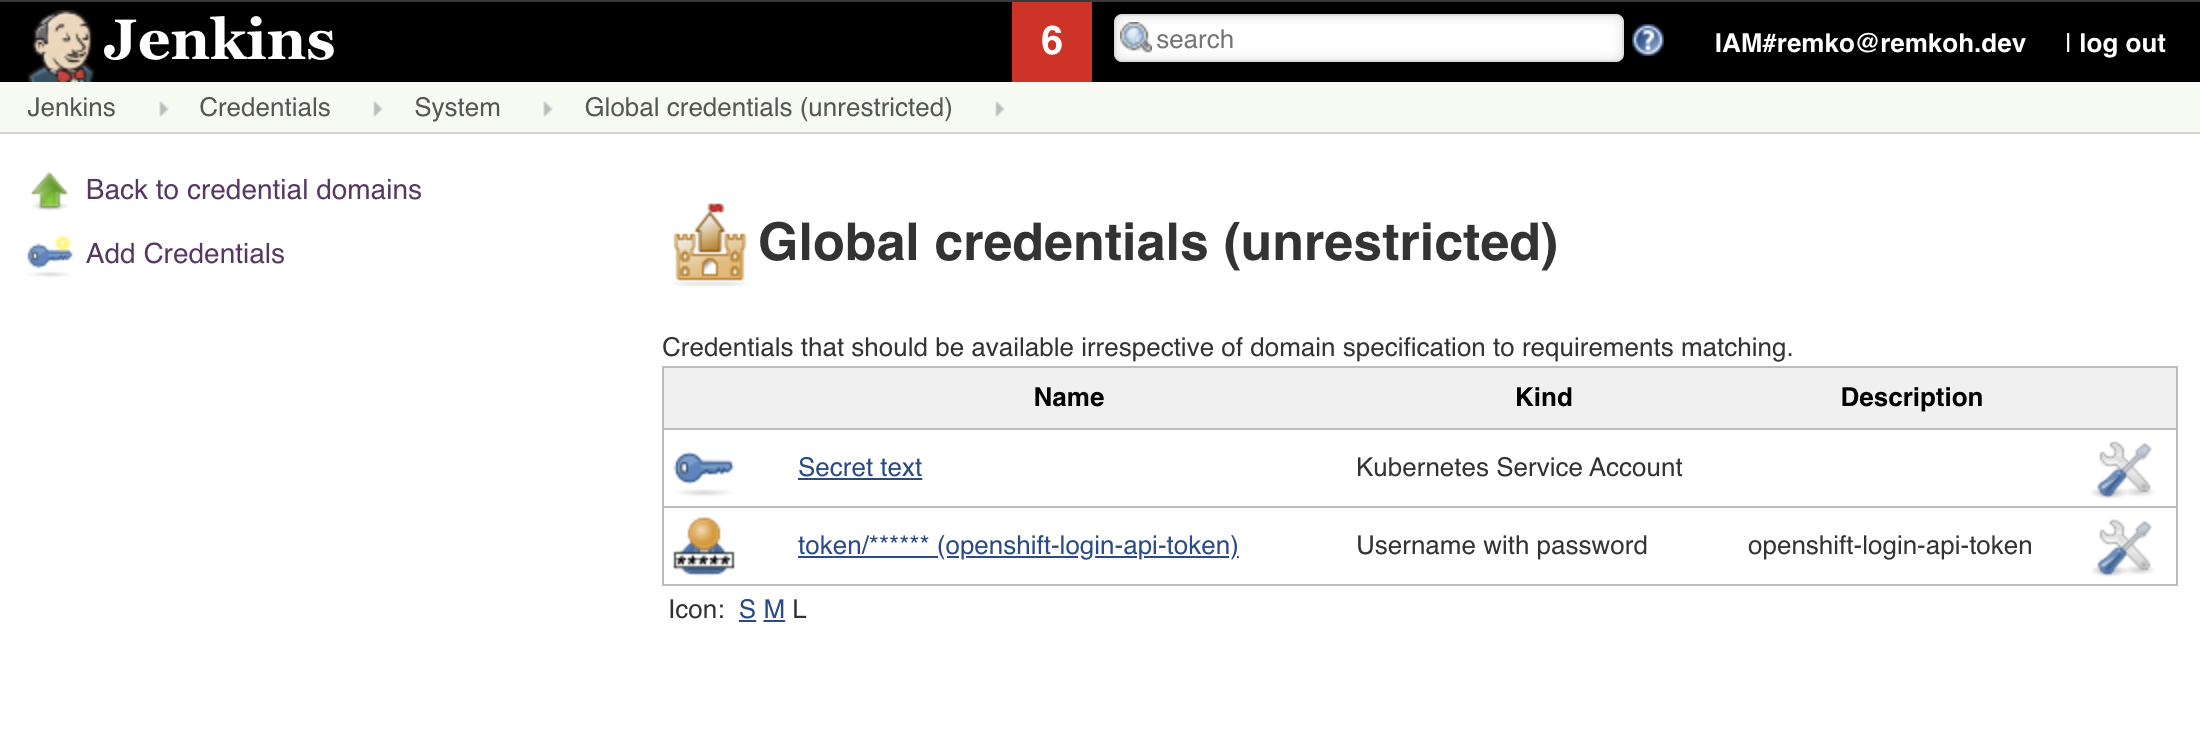 Jenkins
6
search
IAM#remko@remkoh.dev
| log out
Jenkins
Credentials
System
Global credentials (unrestricted)
Back to credential domains
Add Credentials
Global credentials (unrestricted)
Credentials that should be available irrespective of domain specification to requirements matching.
Name Kind Description
Secret text Kubernetes Service Account
token/****** (openshift-login-api-token) Username with password openshift-login-api-token
Icon: S M L